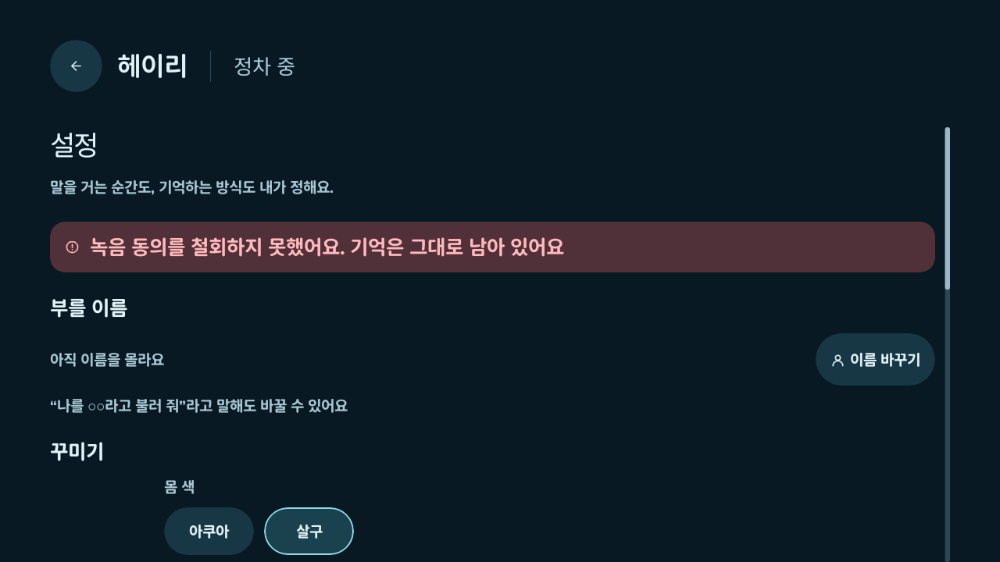 헤이리
정차 중
설정
말을 거는 순간도, 기억하는 방식도 내가 정해요.
녹음 동의를 철회하지 못했어요. 기억은 그대로 남아 있어요
부를 이름
아직 이름을 몰라요
이름 바꾸기
“나를 ○○라고 불러 줘”라고 말해도 바꿀 수 있어요
꾸미기
몸 색
아쿠아
살구